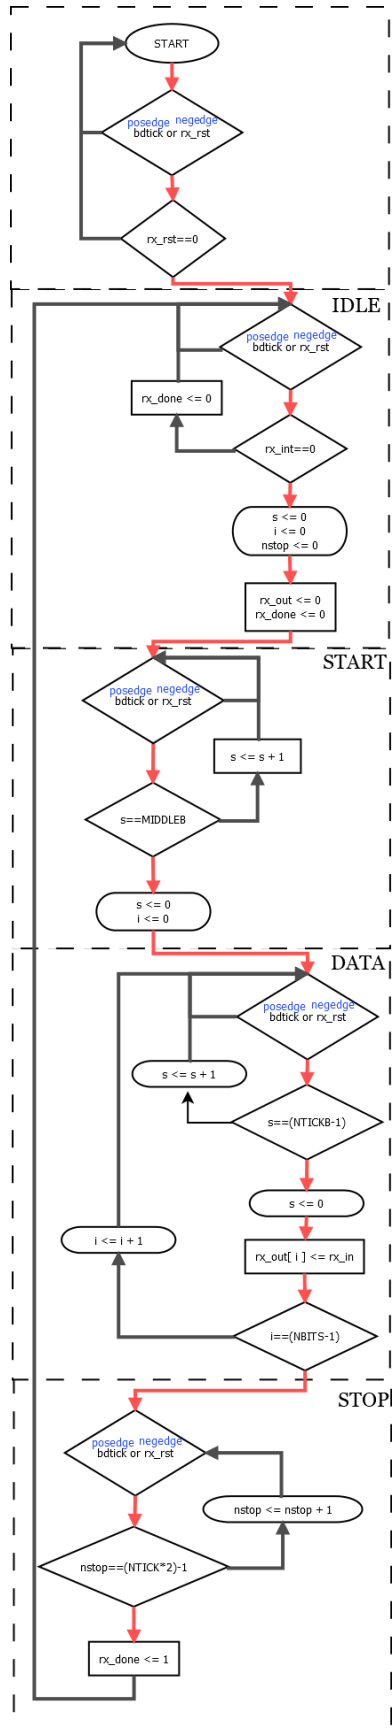 START
posedge negedge
bdtick or rx_rst
rx_rst==0
IDLE
posedge negedge
bdtick or rx_rst
rx_done <= 0
rx_int==0
s <= 0
i <= 0
nstop <= 0
rx_out <= 0
rx_done <= 0
START
posedge negedge
bdtick or rx_rst
s <= s + 1
s==MIDDLEB
s <= 0
i <= 0
DATA
posedge negedge
bdtick or rx_rst
s <= s + 1
s==(NTICKB-1)
s <= 0
rx_out[ i ] <= rx_in
i <= i + 1
i==(NBITS-1)
STOP
posedge negedge
bdtick or rx_rst
nstop <= nstop + 1
nstop==(NTICK*2)-1
rx_done <= 1